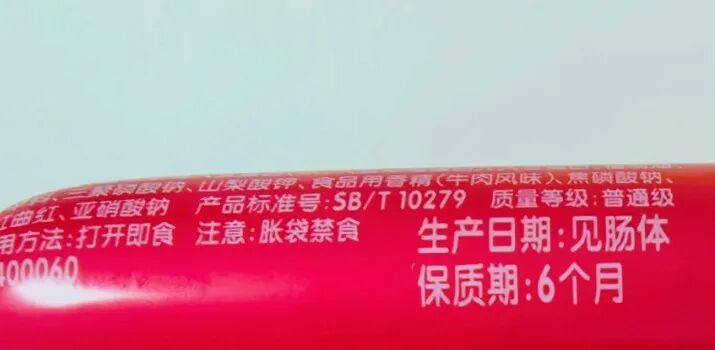 三聚磷酸钠、山梨酸钾、食品用香精(牛肉风味)、焦磷酸钠、
红曲红、亚硝酸钠 产品标准号:SB/T 10279 质量等级:普通级
用方法:打开即食 注意:胀袋禁食
生产日期:见肠体
400060
保质期:6个月